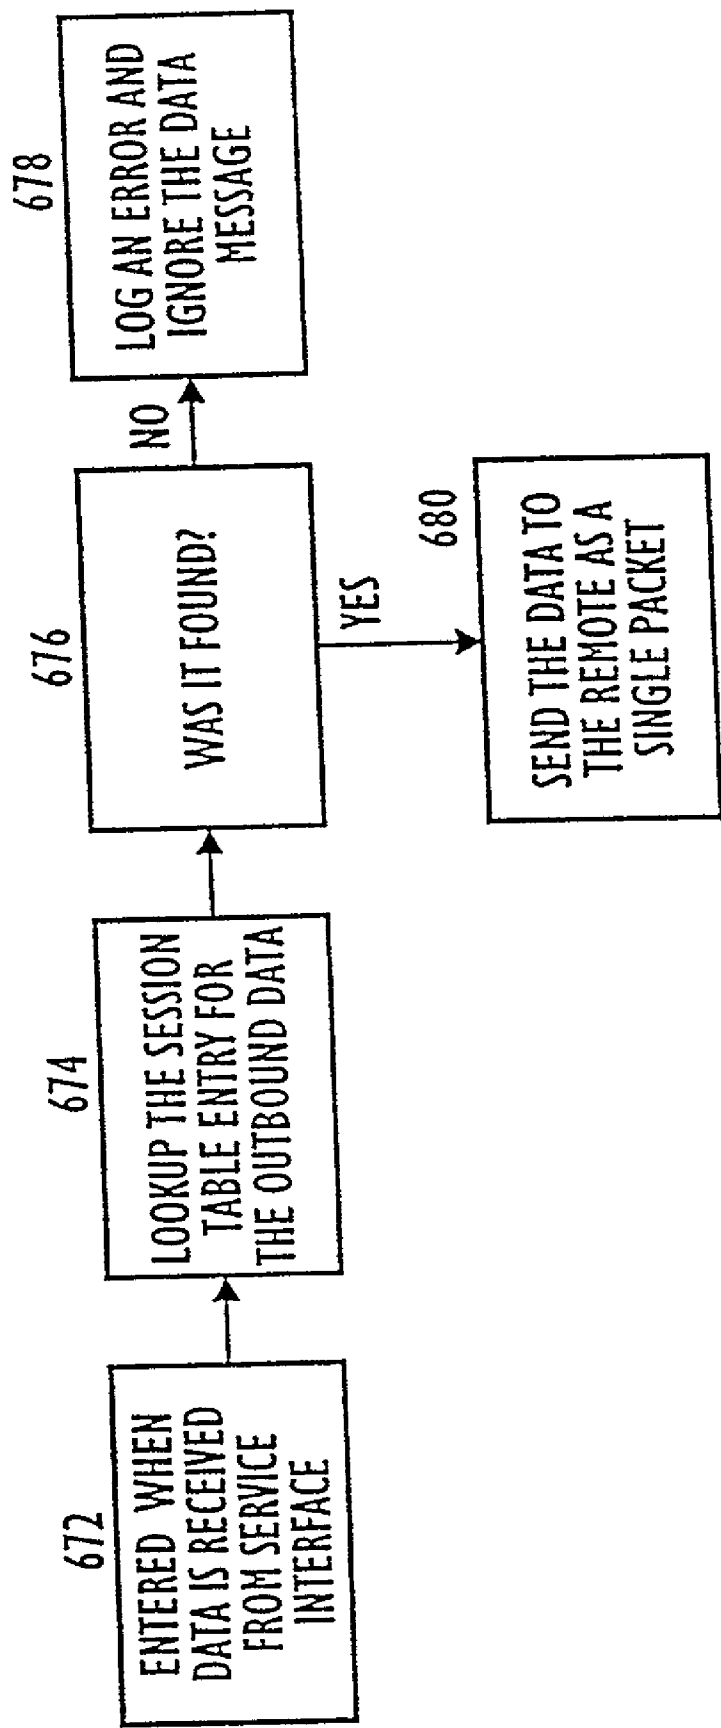 672
ENTERED WHEN
DATA IS RECEIVED
FROM SERVICE
INTERFACE
674
LOOKUP THE SESSION
TABLE ENTRY FOR
THE OUTBOUND DATA
676
WAS IT FOUND?
NO
678
LOG AN ERROR AND
IGNORE THE DATA
MESSAGE
YES
680
SEND THE DATA TO
THE REMOTE AS A
SINGLE PACKET